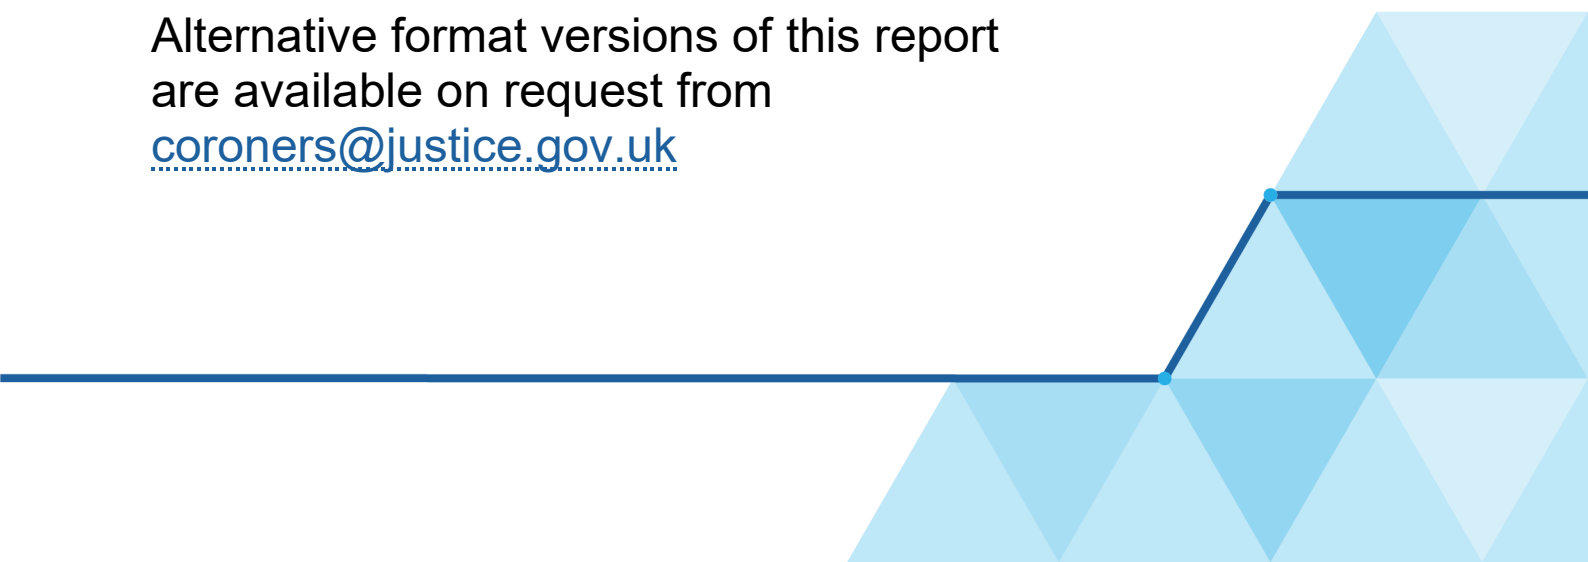 Alternative format versions of this report
are available on request from
coroners@justice.gov.uk